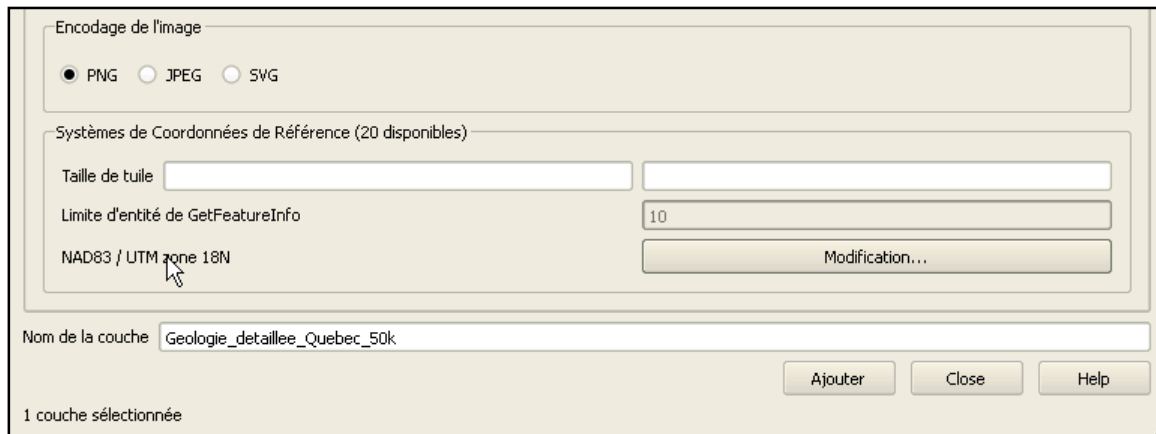 Encodage de l'image
PNG JPEG SVG
Systèmes de Coordonnées de Référence (20 disponibles)
Taille de tuile
Limite d'entité de GetFeatureInfo 10
NAD83 / UTM zone 18N Modification...
Nom de la couche Geologie_detaillee_Quebec_50k
Ajouter Close Help
1 couche sélectionnée